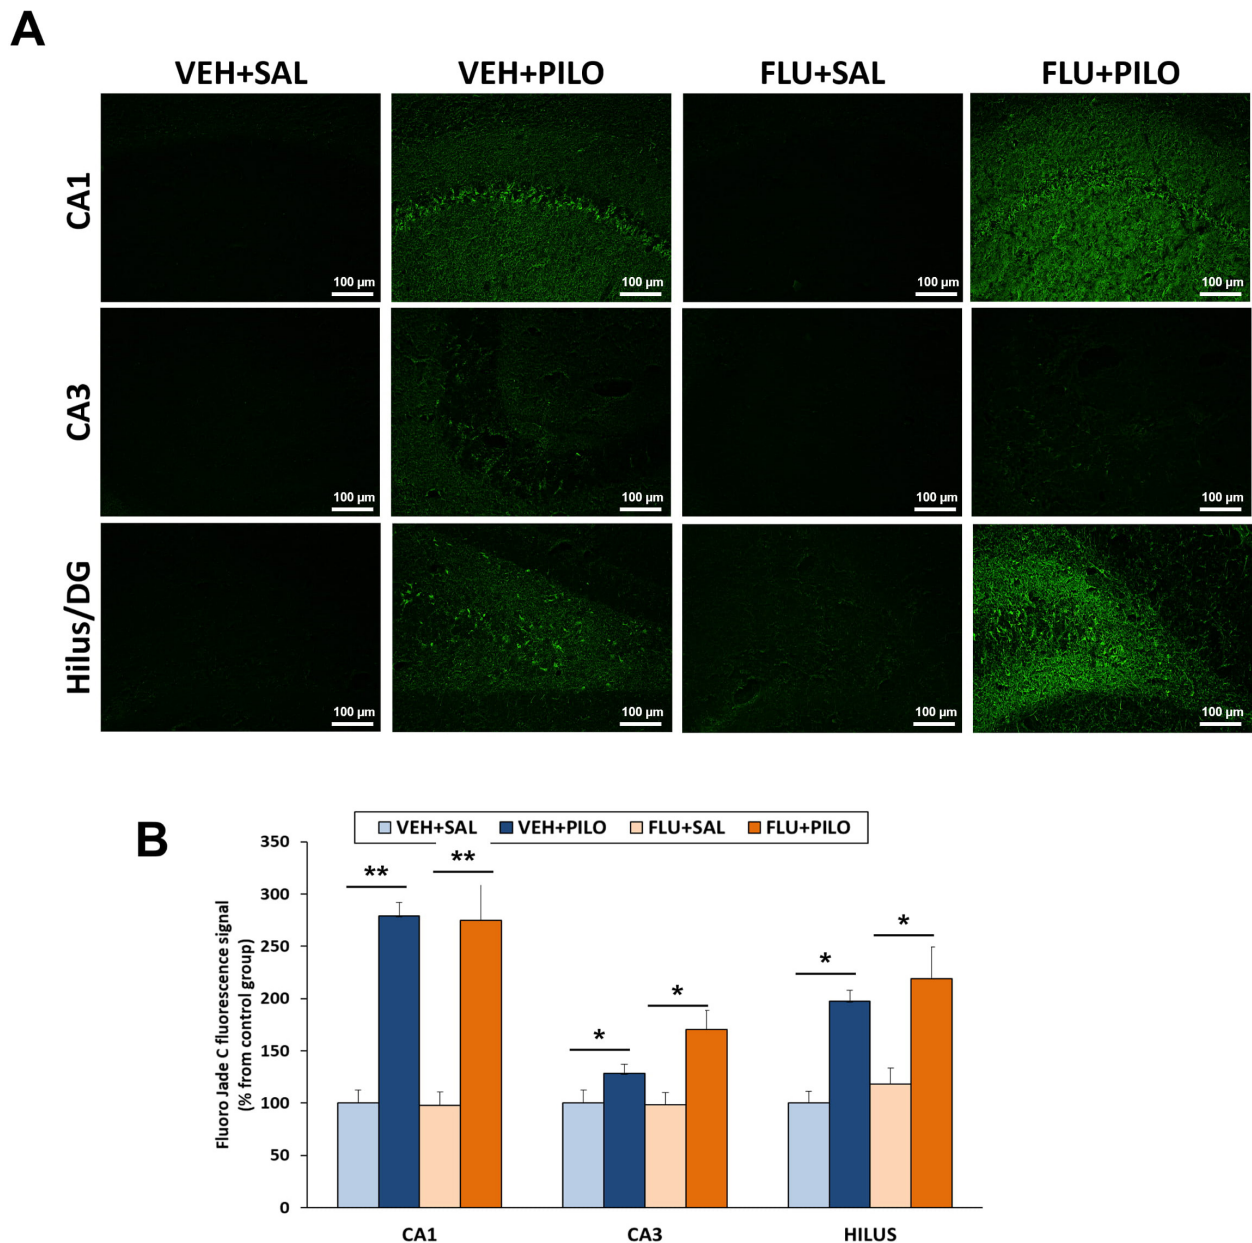 A
VEH+SAL VEH+PILO FLU+SAL FLU+PILO
CA1
100 µm 100 µm 100 µm 100 µm
CA3
100 µm 100 µm 100 µm 100 µm
Hilus/DG
100 µm 100 µm 100 µm 100 µm
B
VEH+SAL VEH+PILO FLU+SAL FLU+PILO
Fluoro Jade C fluorescence signal
(% from control group)
350
300
250
200
150
100
50
0
** **
* *
* *
CA1 CA3 HILUS